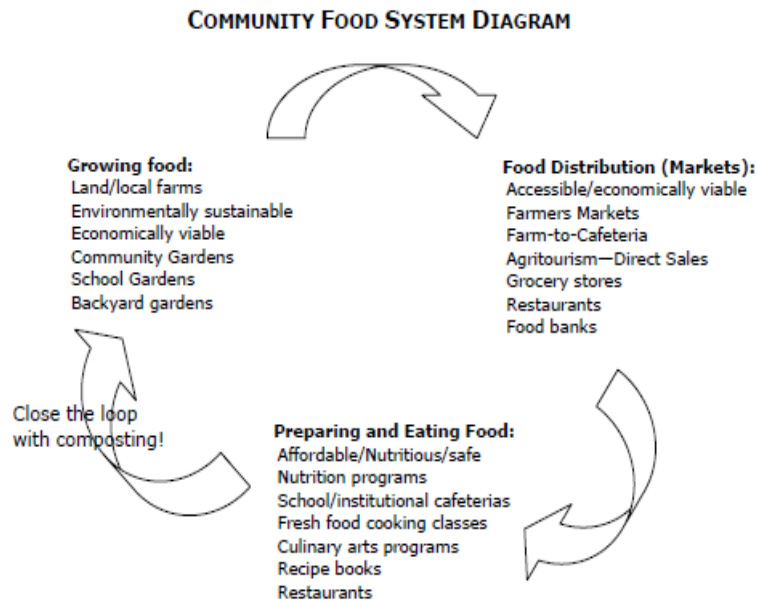 COMMUNITY FOOD SYSTEM DIAGRAM
Growing food:
Land/local farms
Environmentally sustainable
Economically viable
Community Gardens
School Gardens
Backyard gardens
Food Distribution (Markets):
Accessible/economically viable
Farmers Markets
Farm-to-Cafeteria
Agritourism—Direct Sales
Grocery stores
Restaurants
Food banks
Close the loop
with composting!
Preparing and Eating Food:
Affordable/Nutritious/safe
Nutrition programs
School/institutional cafeterias
Fresh food cooking classes
Culinary arts programs
Recipe books
Restaurants